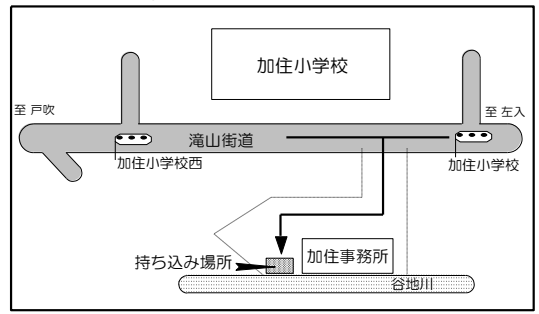 加住小学校
至 戸吹
至 左入
滝山街道
加住小学校西
加住小学校
持ち込み場所
加住事務所
谷地川